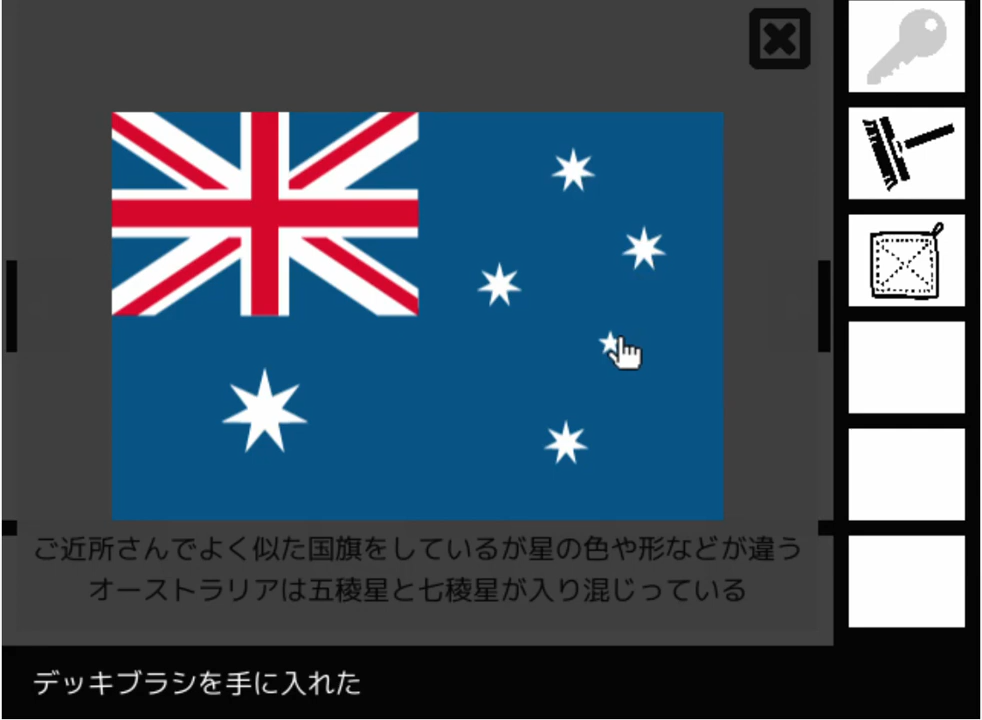 ご近所さんでよく似た国旗をしているが星の色や形などが違う
オーストラリアは五稜星と七稜星が入り混じっている
デッキブラシを手に入れた